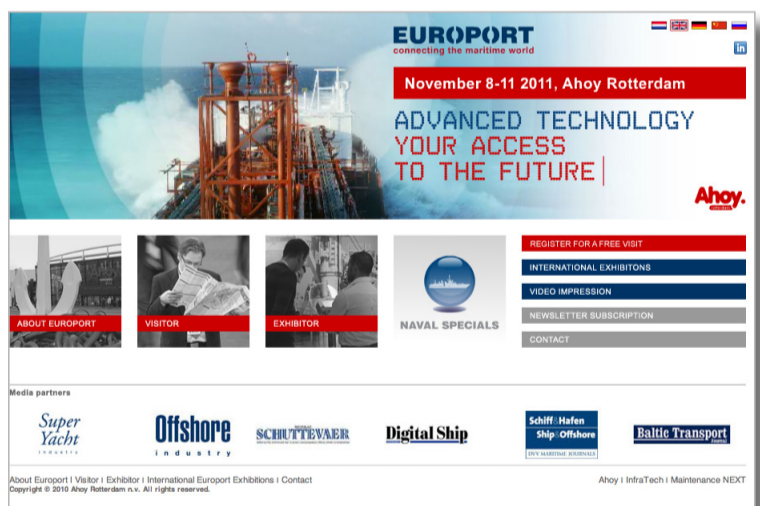 EUROPORT
connecting the maritime world
in
November 8-11 2011, Ahoy Rotterdam
ADVANCED TECHNOLOGY
YOUR ACCESS
TO THE FUTURE
Ahoy.
ABOUT EUROPORT
VISITOR
EXHIBITOR
NAVAL SPECIALS
REGISTER FOR A FREE VISIT
INTERNATIONAL EXHIBITONS
VIDEO IMPRESSION
NEWSLETTER SUBSCRIPTION
CONTACT
Media partners
Super
Yacht
industry
Offshore
industry
SCHUTTEVAER
Digital Ship
Schiff&Hafen
Ship&Offshore
DVV MARITIME JOURNALS
Baltic Transport
Journal
About Europort I Visitor I Exhibitor I International Europort Exhibitions I Contact
Ahoy I InfraTech I Maintenance NEXT
Copyright © 2010 Ahoy Rotterdam n.v. All rights reserved.